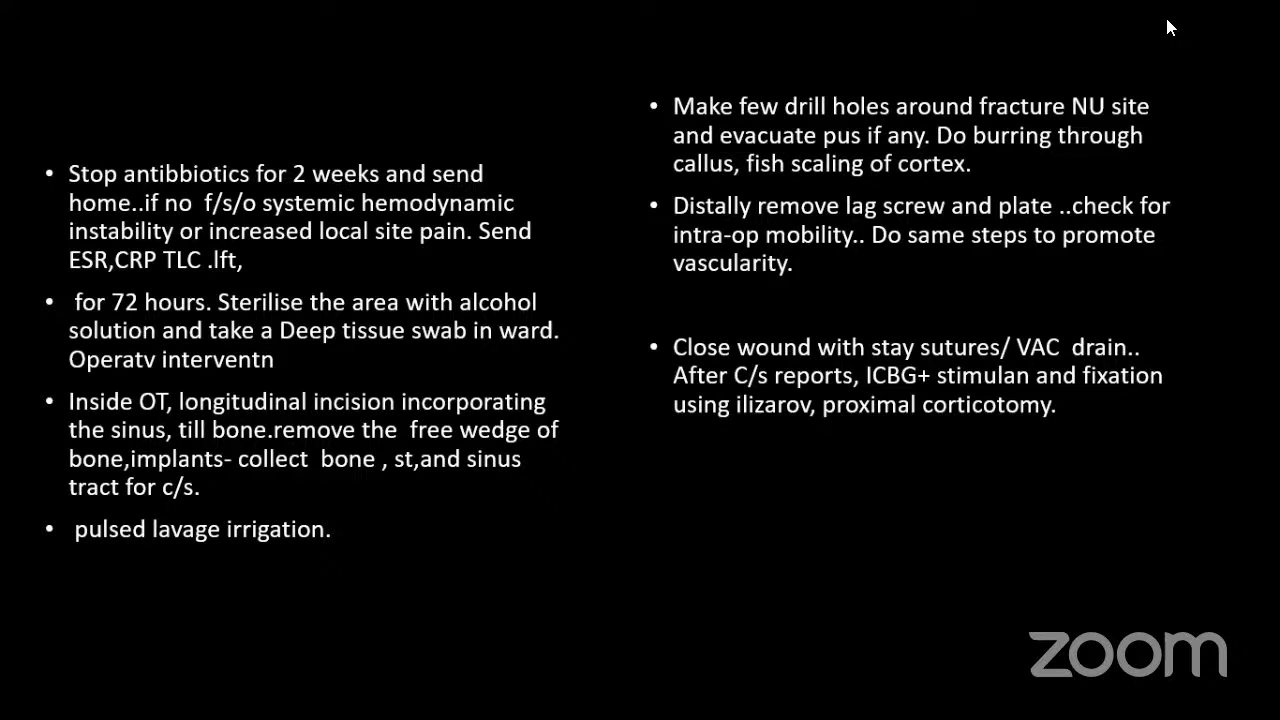 • Stop antibbiotics for 2 weeks and send
home..if no f/s/o systemic hemodynamic
instability or increased local site pain. Send
ESR,CRP TLC .lft,
• for 72 hours. Sterilise the area with alcohol
solution and take a Deep tissue swab in ward.
Operatv interventn
• Inside OT, longitudinal incision incorporating
the sinus, till bone.remove the free wedge of
bone,implants- collect bone , st,and sinus
tract for c/s.
• pulsed lavage irrigation.
• Make few drill holes around fracture NU site
and evacuate pus if any. Do burring through
callus, fish scaling of cortex.
• Distally remove lag screw and plate ..check for
intra-op mobility.. Do same steps to promote
vascularity.
• Close wound with stay sutures/ VAC drain..
After C/s reports, ICBG+ stimulan and fixation
using ilizarov, proximal corticotomy.
zoom